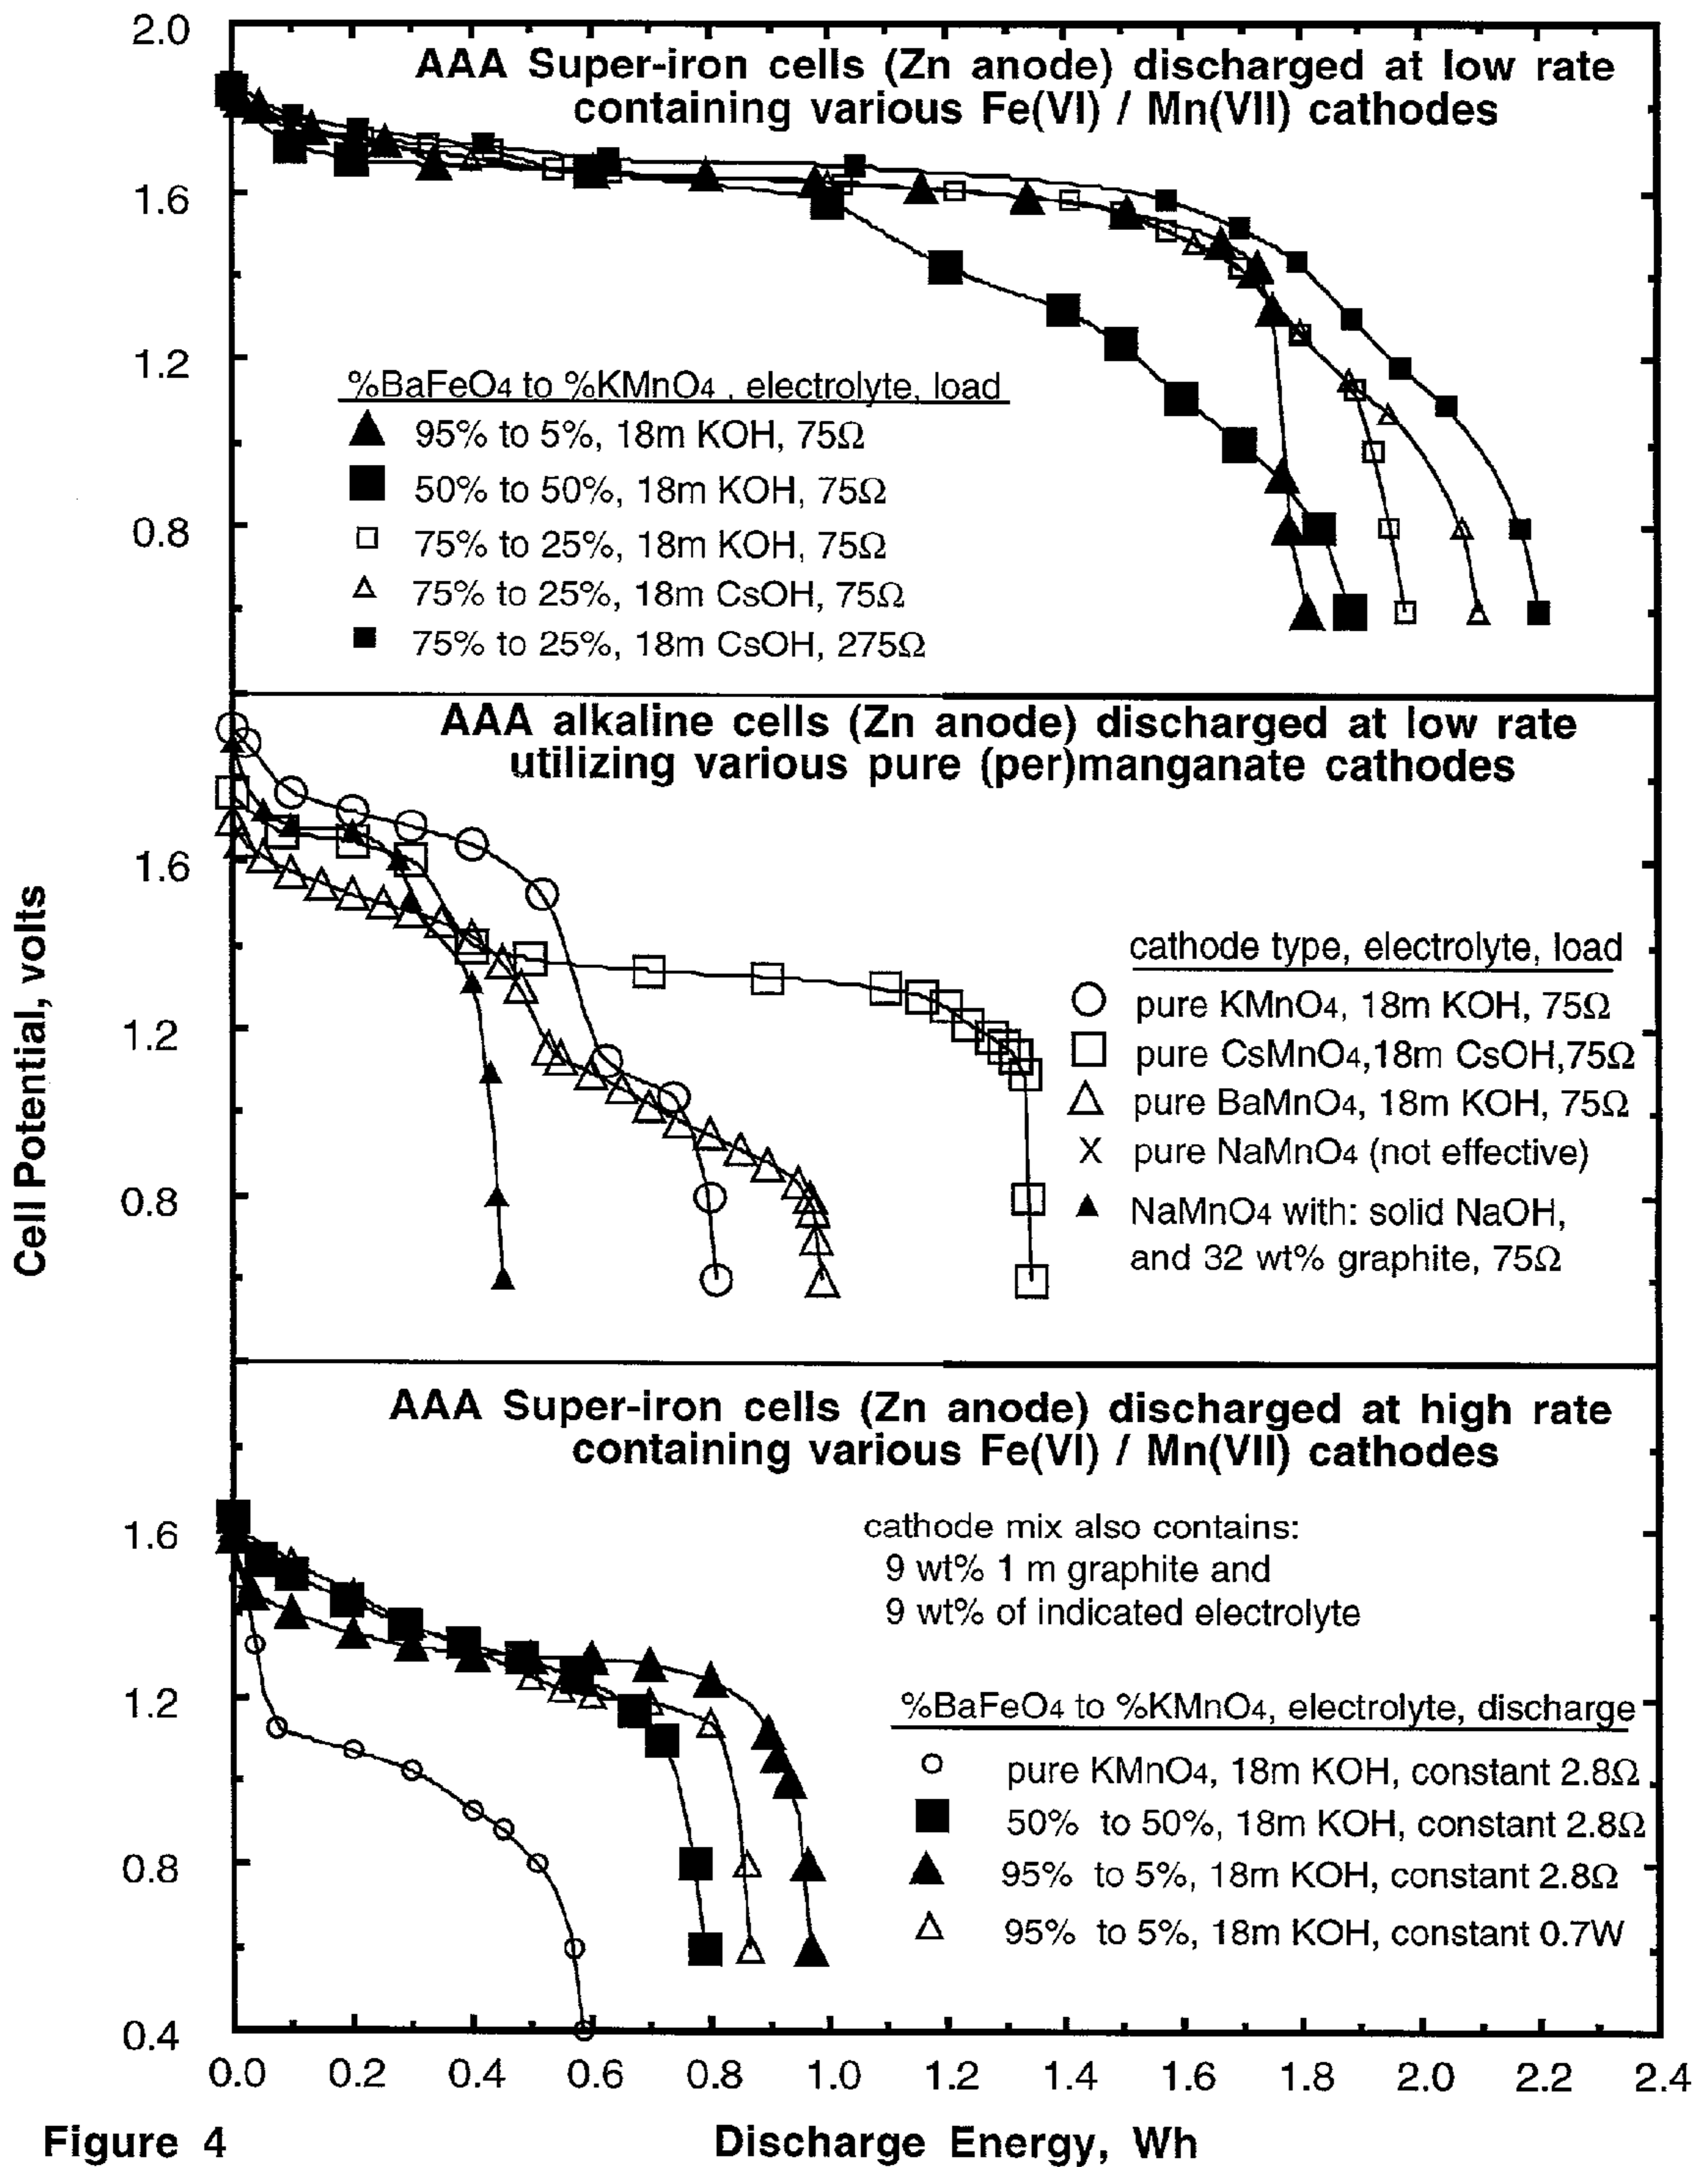 2.0
AAA Super-iron cells (Zn anode) discharged at low rate
containing various Fe(VI) / Mn(VII) cathodes
1.6
1.2
%BaFeO4 to %KMnO4 , electrolyte, load
95% to 5%, 18m KOH, 75Ω
50% to 50%, 18m KOH, 75Ω
0.8
75% to 25%, 18m KOH, 75Ω
75% to 25%, 18m CsOH, 75Ω
75% to 25%, 18m CsOH, 275Ω
AAA alkaline cells (Zn anode) discharged at low rate
utilizing various pure (per)manganate cathodes
1.6
Cell Potential, volts
cathode type, electrolyte, load
pure KMnO4, 18m KOH, 75Ω
1.2
pure CsMnO4,18m CsOH,75Ω
pure BaMnO4, 18m KOH, 75Ω
X pure NaMnO4 (not effective)
0.8
NaMnO4 with: solid NaOH,
and 32 wt% graphite, 75Ω
AAA Super-iron cells (Zn anode) discharged at high rate
containing various Fe(VI) / Mn(VII) cathodes
1.6
cathode mix also contains:
9 wt% 1 m graphite and
9 wt% of indicated electrolyte
1.2
%BaFeO4 to %KMnO4, electrolyte, discharge
pure KMnO4, 18m KOH, constant 2.8Ω
50% to 50%, 18m KOH, constant 2.8Ω
0.8
95% to 5%, 18m KOH, constant 2.8Ω
95% to 5%, 18m KOH, constant 0.7W
0.4
0.0 0.2 0.4 0.6 0.8 1.0 1.2 1.4 1.6 1.8 2.0 2.2 2.4
Figure 4
Discharge Energy, Wh